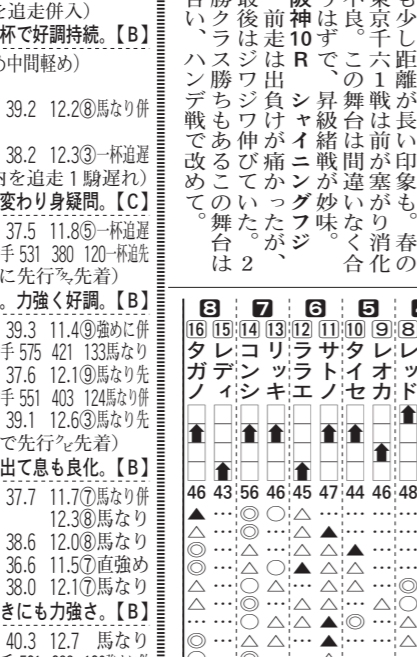 も少し距離が長い印象も。春の
東京千六1戦は前が塞がり消化
不良。この舞台は間違いなく合
うはずで、昇級緒戦が妙味。
阪神10R シャイニングフジ
前走は出負けが痛かったが、
最後はジワジワ伸びていた。2
勝クラス勝ちもあるこの舞台は
合い、ハンデ戦で改めて。
を追走併入)
杯で好調持続。【B】
め中間軽め)
39.2 12.2⑧馬なり併
38.2 12.3③一杯追遅
内を追走1馬身遅れ)
変わり身疑問。【C】
37.5 11.8⑤一杯追遅
手 531 380 120一杯追先
に先行先着)
。力強く好調。【B】
39.3 11.4⑨強めに併
手 575 421 133馬なり
37.6 12.1⑨馬なり先
手 551 403 124馬なり併
39.1 12.6③馬なり先
で先行先着)
出て息も良化。【B】
37.7 11.7⑦馬なり併
12.3⑧馬なり
38.6 12.0⑧馬なり
36.6 11.5⑦直強め
38.0 12.1⑦馬なり
きにも力強さ。【B】
40.3 12.7 馬なり
8 7 6 5
16 15 14 13 12 11 10 9 8
タガノ レディ コンシ リッキ ララエ サトノ タイセ レオカ レッド
46 43 56 46 45 47 44 46 48